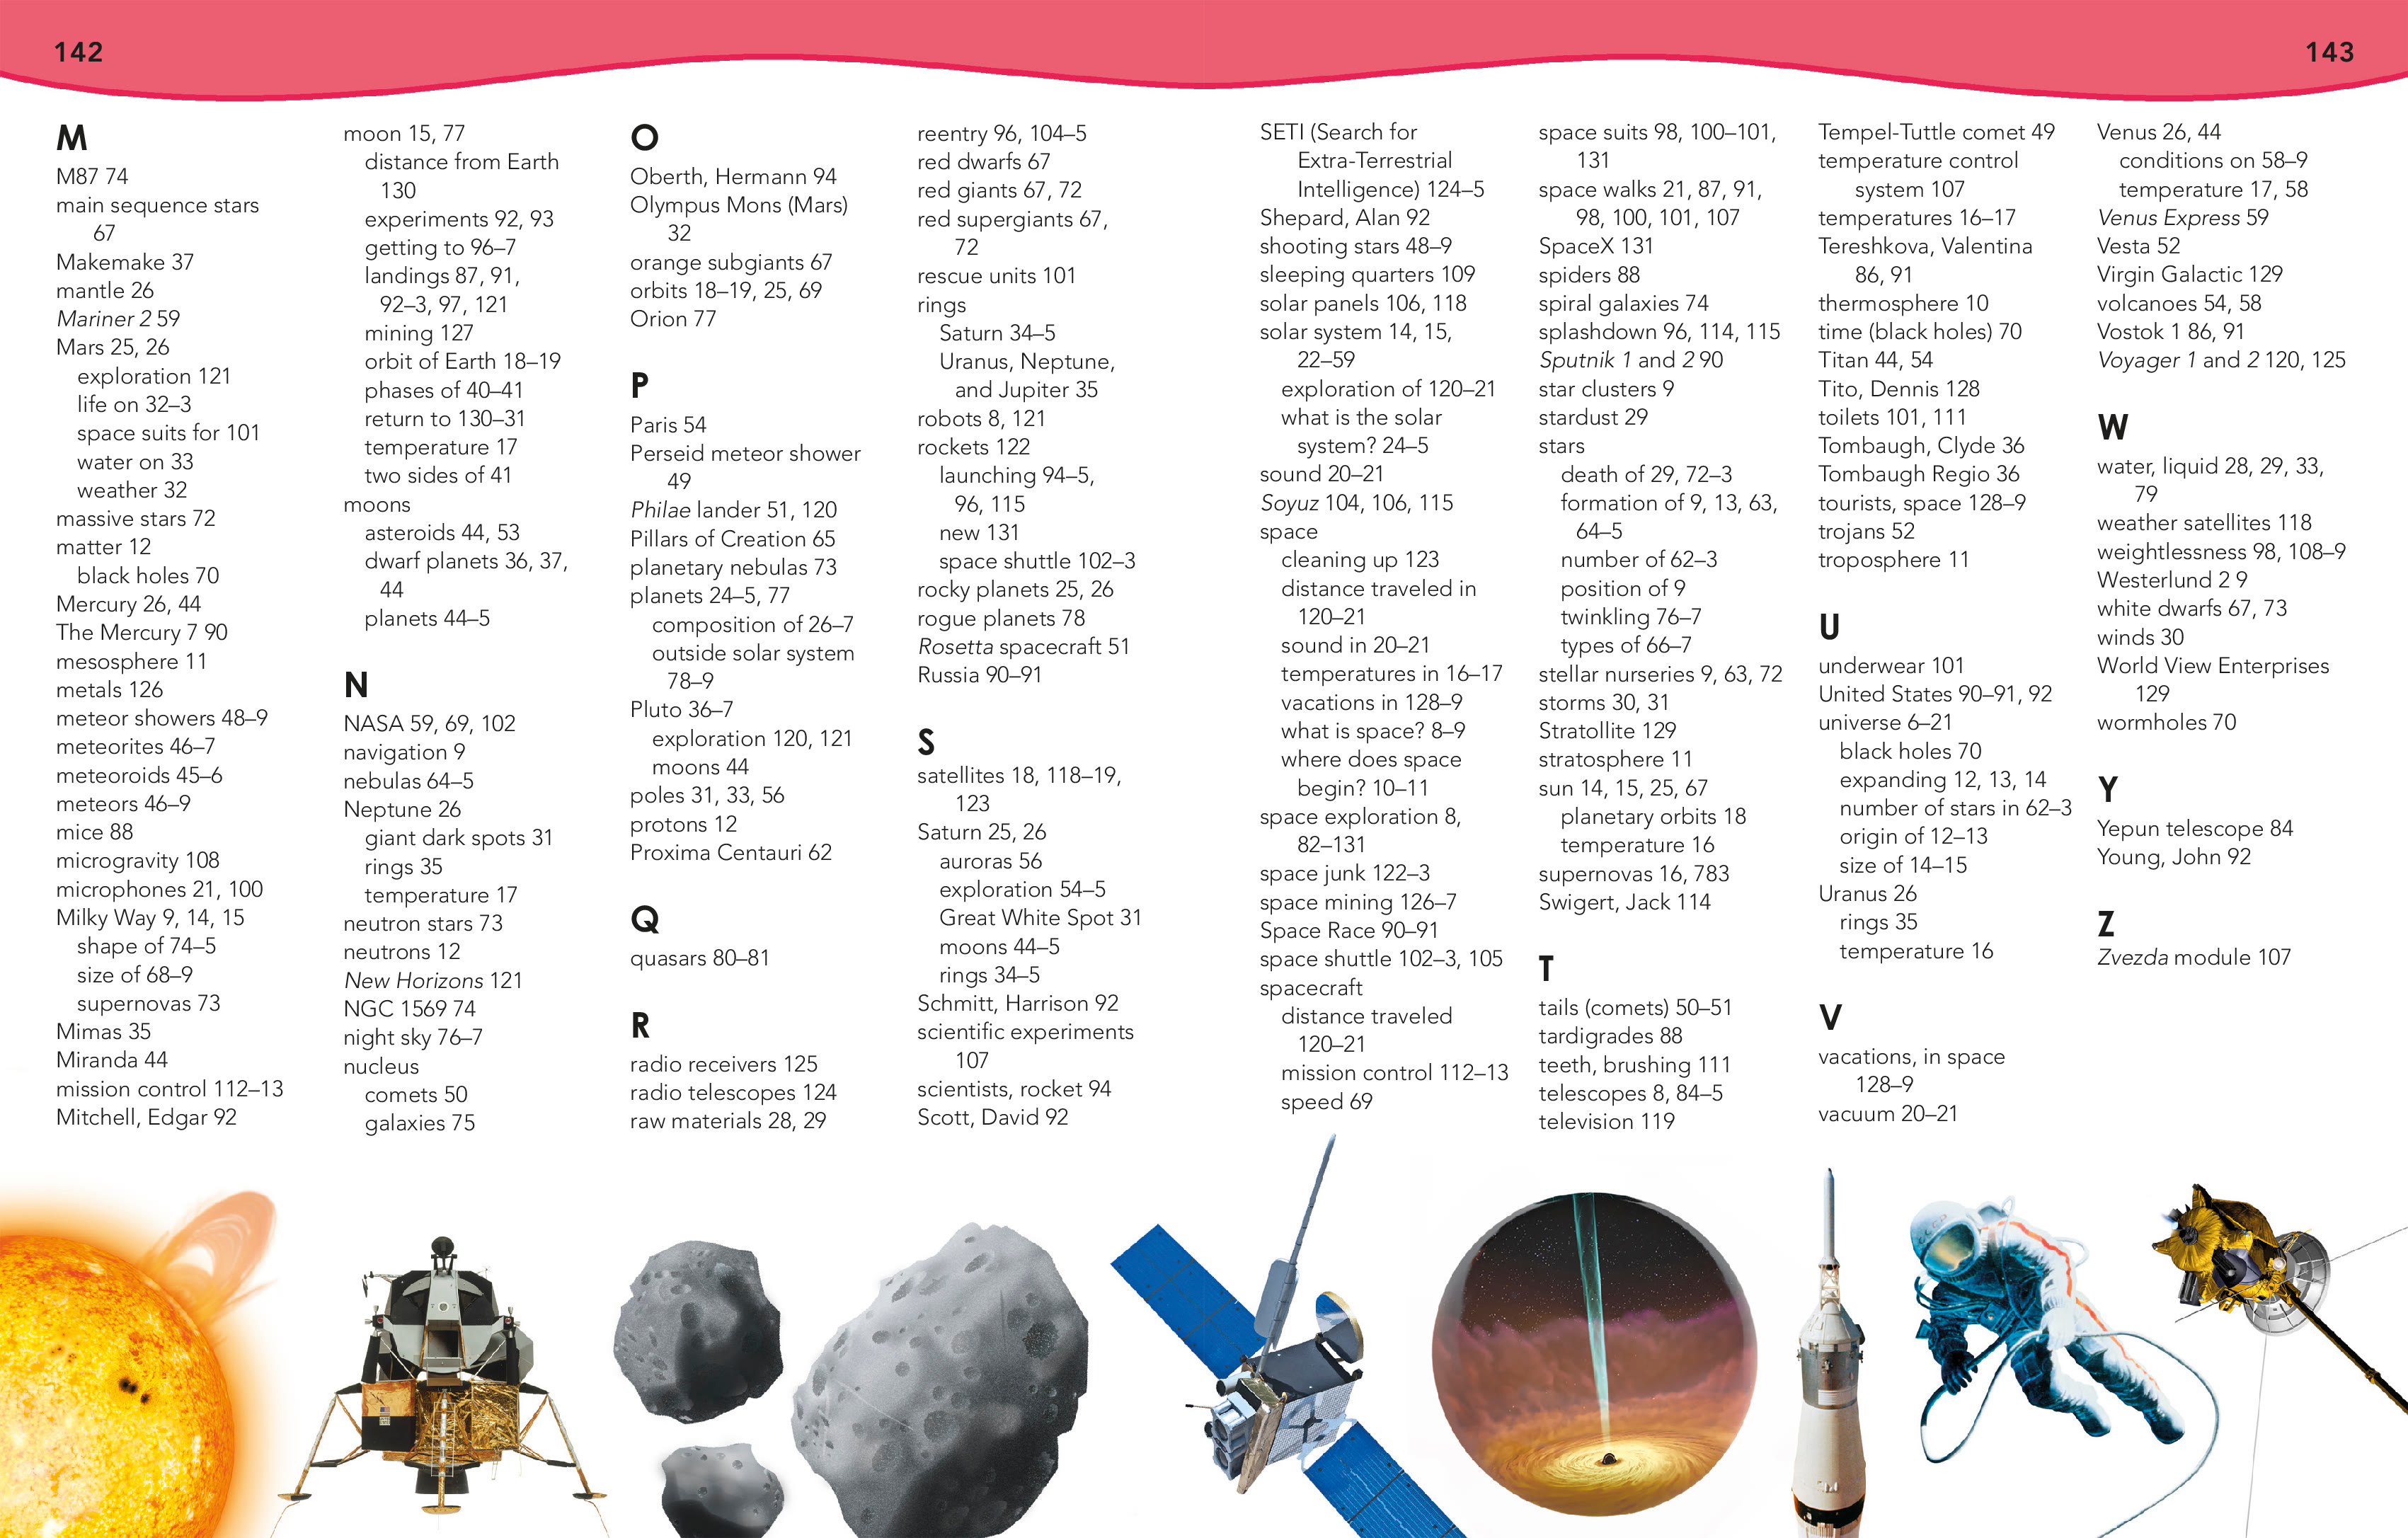 142
143
M
M87 74
main sequence stars
67
Makemake 37
mantle 26
Mariner 2 59
Mars 25, 26
exploration 121
life on 32–3
space suits for 101
water on 33
weather 32
massive stars 72
matter 12
black holes 70
Mercury 26, 44
The Mercury 7 90
mesosphere 11
metals 126
meteor showers 48–9
meteorites 46–7
meteoroids 45–6
meteors 46–9
mice 88
microgravity 108
microphones 21, 100
Milky Way 9, 14, 15
shape of 74–5
size of 68–9
supernovas 73
Mimas 35
Miranda 44
mission control 112–13
Mitchell, Edgar 92
moon 15, 77
distance from Earth
130
experiments 92, 93
getting to 96–7
landings 87, 91,
92–3, 97, 121
mining 127
orbit of Earth 18–19
phases of 40–41
return to 130–31
temperature 17
two sides of 41
moons
asteroids 44, 53
dwarf planets 36, 37,
44
planets 44–5
N
NASA 59, 69, 102
navigation 9
nebulas 64–5
Neptune 26
giant dark spots 31
rings 35
temperature 17
neutron stars 73
neutrons 12
New Horizons 121
NGC 1569 74
night sky 76–7
nucleus
comets 50
galaxies 75
O
Oberth, Hermann 94
Olympus Mons (Mars)
32
orange subgiants 67
orbits 18–19, 25, 69
Orion 77
P
Paris 54
Perseid meteor shower
49
Philae lander 51, 120
Pillars of Creation 65
planetary nebulas 73
planets 24–5, 77
composition of 26–7
outside solar system
78–9
Pluto 36–7
exploration 120, 121
moons 44
poles 31, 33, 56
protons 12
Proxima Centauri 62
Q
quasars 80–81
R
radio receivers 125
radio telescopes 124
raw materials 28, 29
reentry 96, 104–5
red dwarfs 67
red giants 67, 72
red supergiants 67,
72
rescue units 101
rings
Saturn 34–5
Uranus, Neptune,
and Jupiter 35
robots 8, 121
rockets 122
launching 94–5,
96, 115
new 131
space shuttle 102–3
rocky planets 25, 26
rogue planets 78
Rosetta spacecraft 51
Russia 90–91
S
satellites 18, 118–19,
123
Saturn 25, 26
auroras 56
exploration 54–5
Great White Spot 31
moons 44–5
rings 34–5
Schmitt, Harrison 92
scientific experiments
107
scientists, rocket 94
Scott, David 92
SETI (Search for
Extra-Terrestrial
Intelligence) 124–5
Shepard, Alan 92
shooting stars 48–9
sleeping quarters 109
solar panels 106, 118
solar system 14, 15,
22–59
exploration of 120–21
what is the solar
system? 24–5
sound 20–21
Soyuz 104, 106, 115
space
cleaning up 123
distance traveled in
120–21
sound in 20–21
temperatures in 16–17
vacations in 128–9
what is space? 8–9
where does space
begin? 10–11
space exploration 8,
82–131
space junk 122–3
space mining 126–7
Space Race 90–91
space shuttle 102–3, 105
spacecraft
distance traveled
120–21
mission control 112–13
speed 69
space suits 98, 100–101,
131
space walks 21, 87, 91,
98, 100, 101, 107
SpaceX 131
spiders 88
spiral galaxies 74
splashdown 96, 114, 115
Sputnik 1 and 2 90
star clusters 9
stardust 29
stars
death of 29, 72–3
formation of 9, 13, 63,
64–5
number of 62–3
position of 9
twinkling 76–7
types of 66–7
stellar nurseries 9, 63, 72
storms 30, 31
Stratollite 129
stratosphere 11
sun 14, 15, 25, 67
planetary orbits 18
temperature 16
supernovas 16, 783
Swigert, Jack 114
T
tails (comets) 50–51
tardigrades 88
teeth, brushing 111
telescopes 8, 84–5
television 119
Tempel-Tuttle comet 49
temperature control
system 107
temperatures 16–17
Tereshkova, Valentina
86, 91
thermosphere 10
time (black holes) 70
Titan 44, 54
Tito, Dennis 128
toilets 101, 111
Tombaugh, Clyde 36
Tombaugh Regio 36
tourists, space 128–9
trojans 52
troposphere 11
U
underwear 101
United States 90–91, 92
universe 6–21
black holes 70
expanding 12, 13, 14
number of stars in 62–3
origin of 12–13
size of 14–15
Uranus 26
rings 35
temperature 16
V
vacations, in space
128–9
vacuum 20–21
Venus 26, 44
conditions on 58–9
temperature 17, 58
Venus Express 59
Vesta 52
Virgin Galactic 129
volcanoes 54, 58
Vostok 1 86, 91
Voyager 1 and 2 120, 125
W
water, liquid 28, 29, 33,
79
weather satellites 118
weightlessness 98, 108–9
Westerlund 2 9
white dwarfs 67, 73
winds 30
World View Enterprises
129
wormholes 70
Y
Yepun telescope 84
Young, John 92
Z
Zvezda module 107